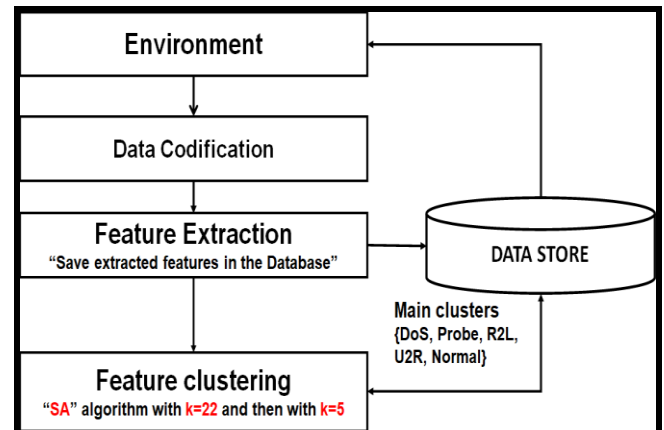 Environment
Data Codification
Feature Extraction
“Save extracted features in the Database”
DATA STORE
Main clusters
{DoS, Probe, R2L,
U2R, Normal}
Feature clustering
“SA” algorithm with k=22 and then with k=5